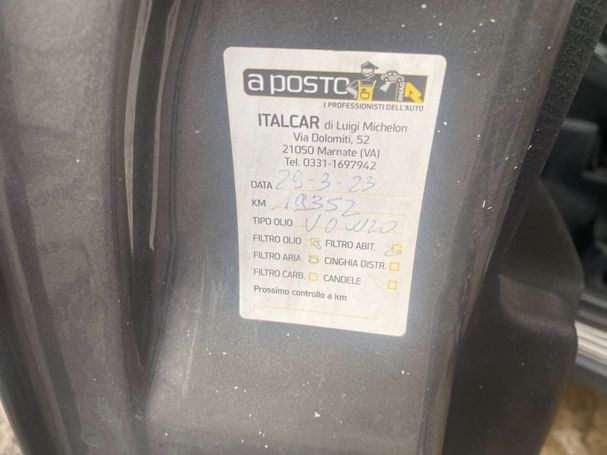 a posto
I PROFESSIONISTI DELL'AUTO
ITALCAR di Luigi Michelon
Via Dolomiti, 52
21050 Marnate (VA)
Tel. 0331-1697942
DATA 29-3-23
KM 19352
TIPO OLIO V0W20
FILTRO OLIO FILTRO ABIT.
FILTRO ARIA CINGHIA DISTR.
FILTRO CARB. CANDELE
Prossimo controllo a km